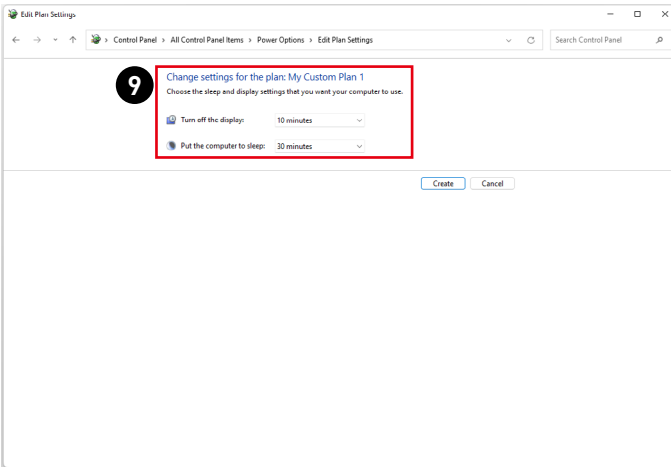 Edit Plan Settings
Control Panel > All Control Panel Items > Power Options > Edit Plan Settings
Search Control Panel
9
Change settings for the plan: My Custom Plan 1
Choose the sleep and display settings that you want your computer to use.
Turn off the display: 10 minutes
Put the computer to sleep: 30 minutes
Create Cancel